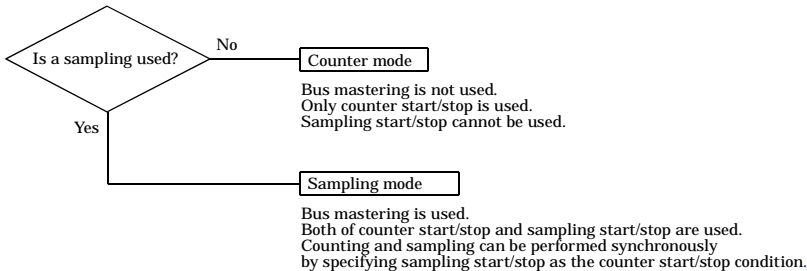 Is a sampling used?
No
Counter mode
Bus mastering is not used.
Only counter start/stop is used.
Sampling start/stop cannot be used.
Yes
Sampling mode
Bus mastering is used.
Both of counter start/stop and sampling start/stop are used.
Counting and sampling can be performed synchronously
by specifying sampling start/stop as the counter start/stop condition.